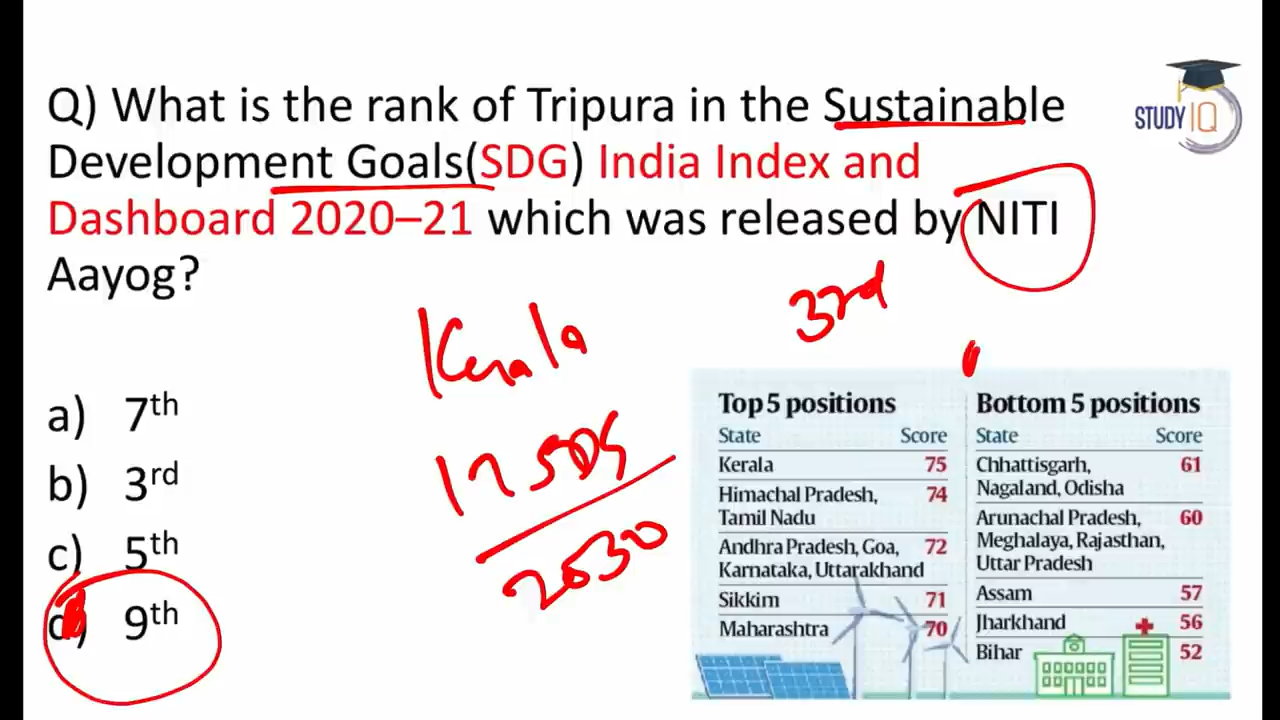 Q) What is the rank of Tripura in the Sustainable
Development Goals(SDG) India Index and
Dashboard 2020–21 which was released by NITI
Aayog?
STUDY IQ
Kerala
3rd
17 SDG
2030
a) 7th
b) 3rd
c) 5th
d) 9th
Top 5 positions
State Score
Kerala 75
Himachal Pradesh,
Tamil Nadu 74
Andhra Pradesh, Goa,
Karnataka, Uttarakhand 72
Sikkim 71
Maharashtra 70
Bottom 5 positions
State Score
Chhattisgarh,
Nagaland, Odisha 61
Arunachal Pradesh,
Meghalaya, Rajasthan,
Uttar Pradesh 60
Assam 57
Jharkhand 56
Bihar 52